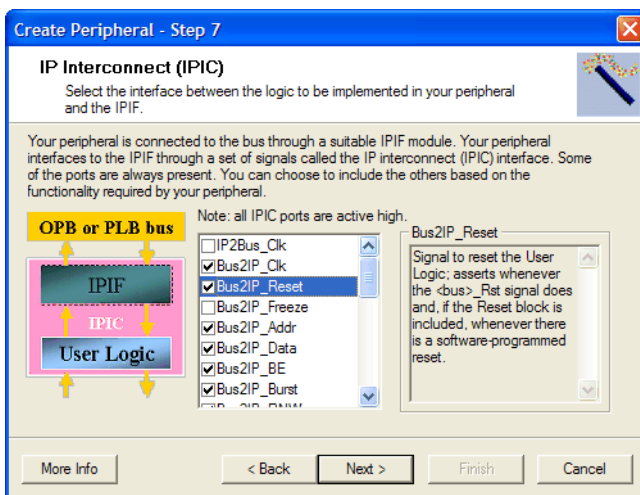 Create Peripheral - Step 7
IP Interconnect (IPIC)
Select the interface between the logic to be implemented in your peripheral
and the IPIF.
Your peripheral is connected to the bus through a suitable IPIF module. Your peripheral
interfaces to the IPIF through a set of signals called the IP interconnect (IPIC) interface. Some
of the ports are always present. You can choose to include the others based on the
functionality required by your peripheral.
OPB or PLB bus
IPIF
IPIC
User Logic
Note: all IPIC ports are active high.
IP2Bus_Clk
Bus2IP_Clk
Bus2IP_Reset
Bus2IP_Freeze
Bus2IP_Addr
Bus2IP_Data
Bus2IP_BE
Bus2IP_Burst
Bus2IP_Reset
Signal to reset the User
Logic; asserts whenever
the <bus>_Rst signal does
and, if the Reset block is
included, whenever there
is a software-programmed
reset.
More Info
< Back
Next >
Finish
Cancel